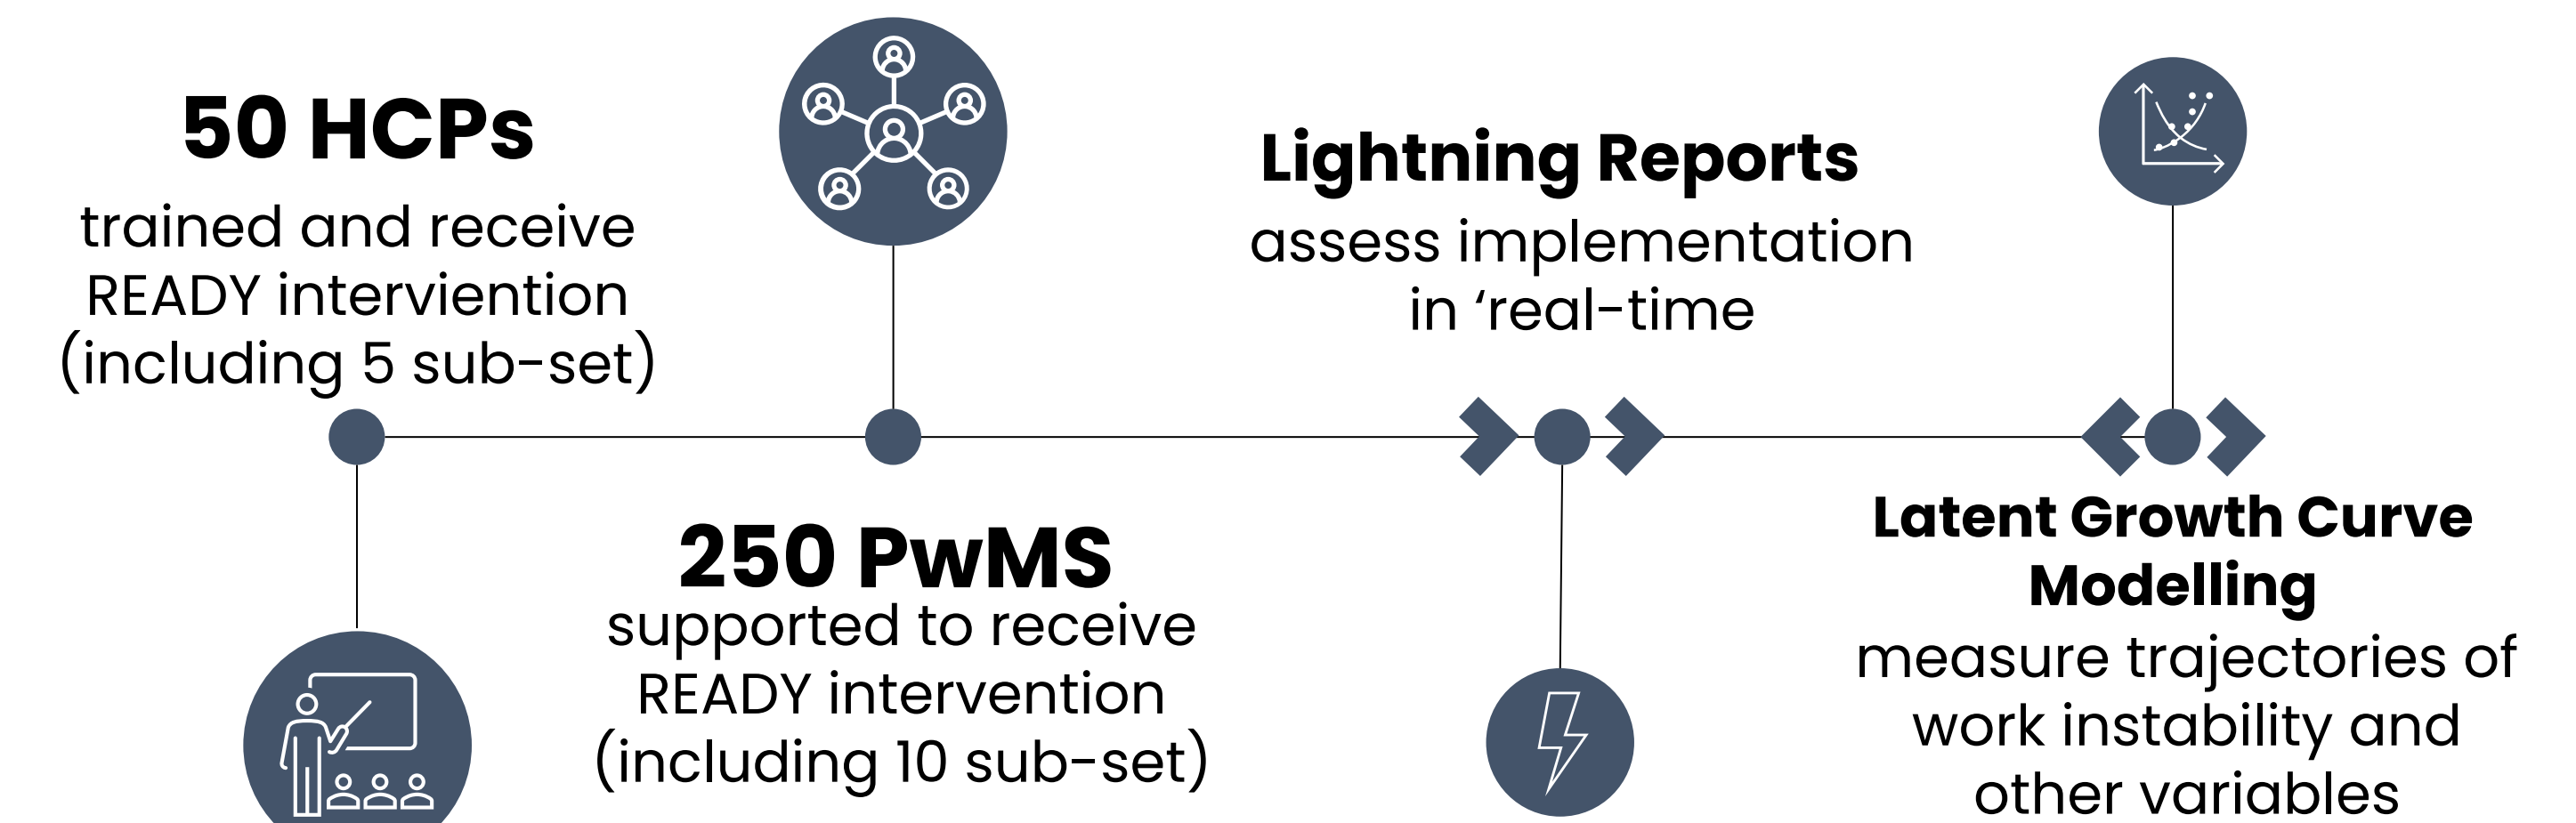 50 HCPs
trained and receive
READY interviention
(including 5 sub-set)
250 PwMS
supported to receive
READY intervention
(including 10 sub-set)
Lightning Reports
assess implementation
in ‘real-time
Latent Growth Curve
Modelling
measure trajectories of
work instability and
other variables